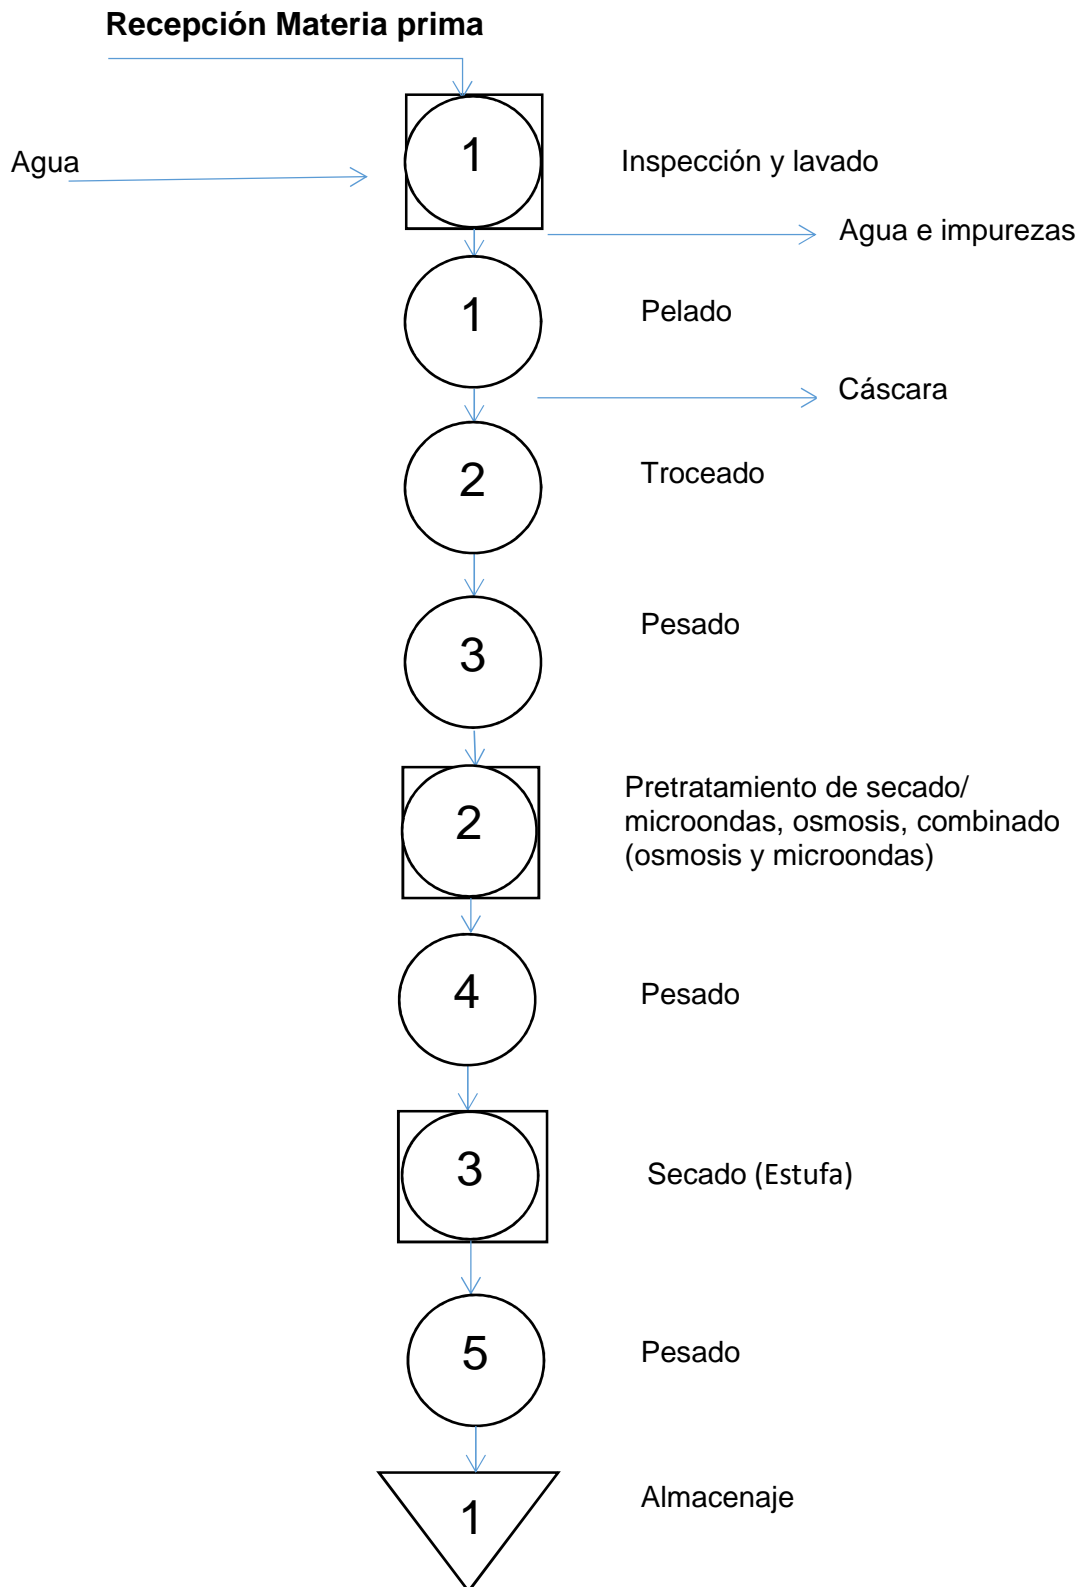 Recepción Materia prima
1
Agua
Inspección y lavado
Agua e impurezas
1
Pelado
Cáscara
2
Troceado
3
Pesado
2
Pretratamiento de secado/
microondas, osmosis, combinado
(osmosis y microondas)
4
Pesado
3
Secado (Estufa)
5
Pesado
1
Almacenaje